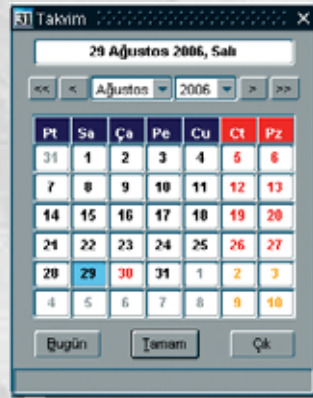 31 Takvim
29 Ağustos 2006, Salı
<< < Ağustos 2006 > >>
Pt Sa Ça Pe Cu Ct Pz
31 1 2 3 4 5 6
7 8 9 10 11 12 13
14 15 16 17 18 19 20
21 22 23 24 25 26 27
28 29 30 31 1 2 3
4 5 6 7 8 9 10
Bugün Tamam Çık